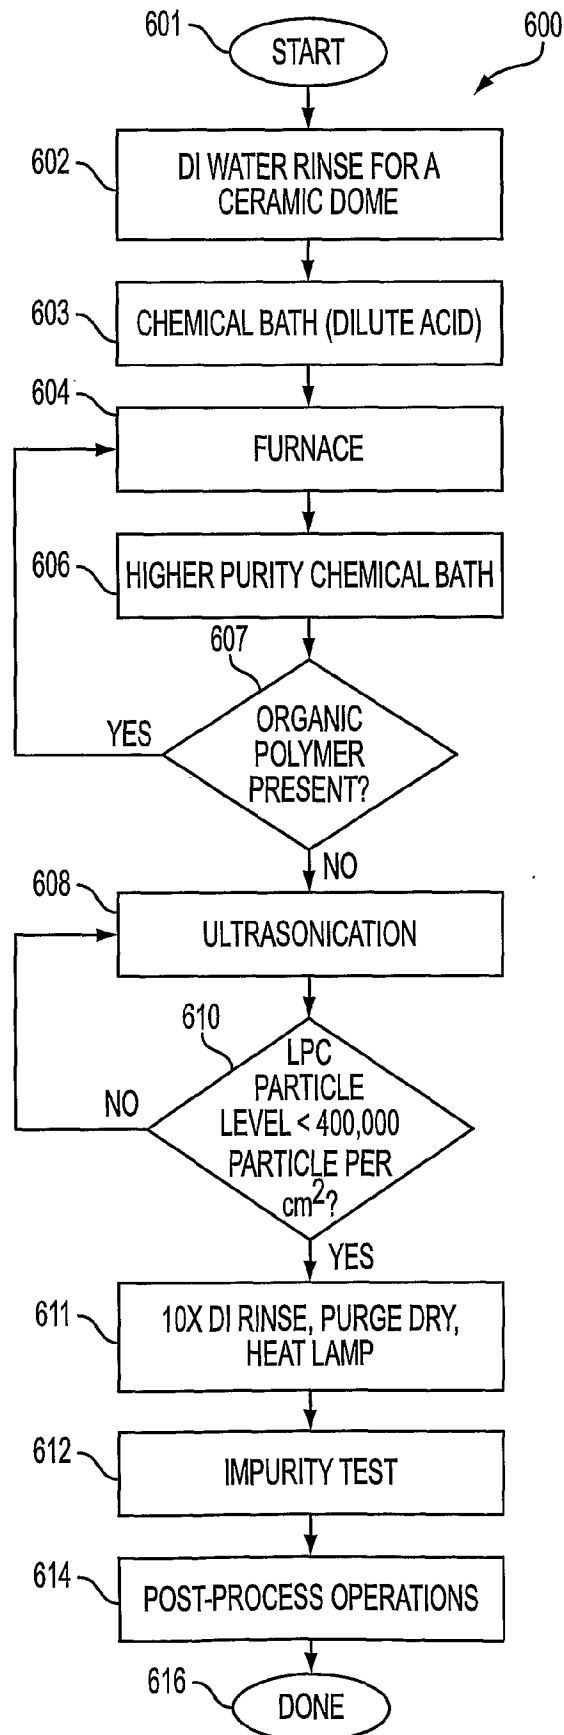 601
START
600
602
DI WATER RINSE FOR A
CERAMIC DOME
603
CHEMICAL BATH (DILUTE ACID)
604
FURNACE
606
HIGHER PURITY CHEMICAL BATH
607
ORGANIC
POLYMER
PRESENT?
YES
NO
608
ULTRASONICATION
610
LPC
PARTICLE
LEVEL < 400,000
PARTICLE PER
cm²?
NO
YES
611
10X DI RINSE, PURGE DRY,
HEAT LAMP
612
IMPURITY TEST
614
POST-PROCESS OPERATIONS
616
DONE